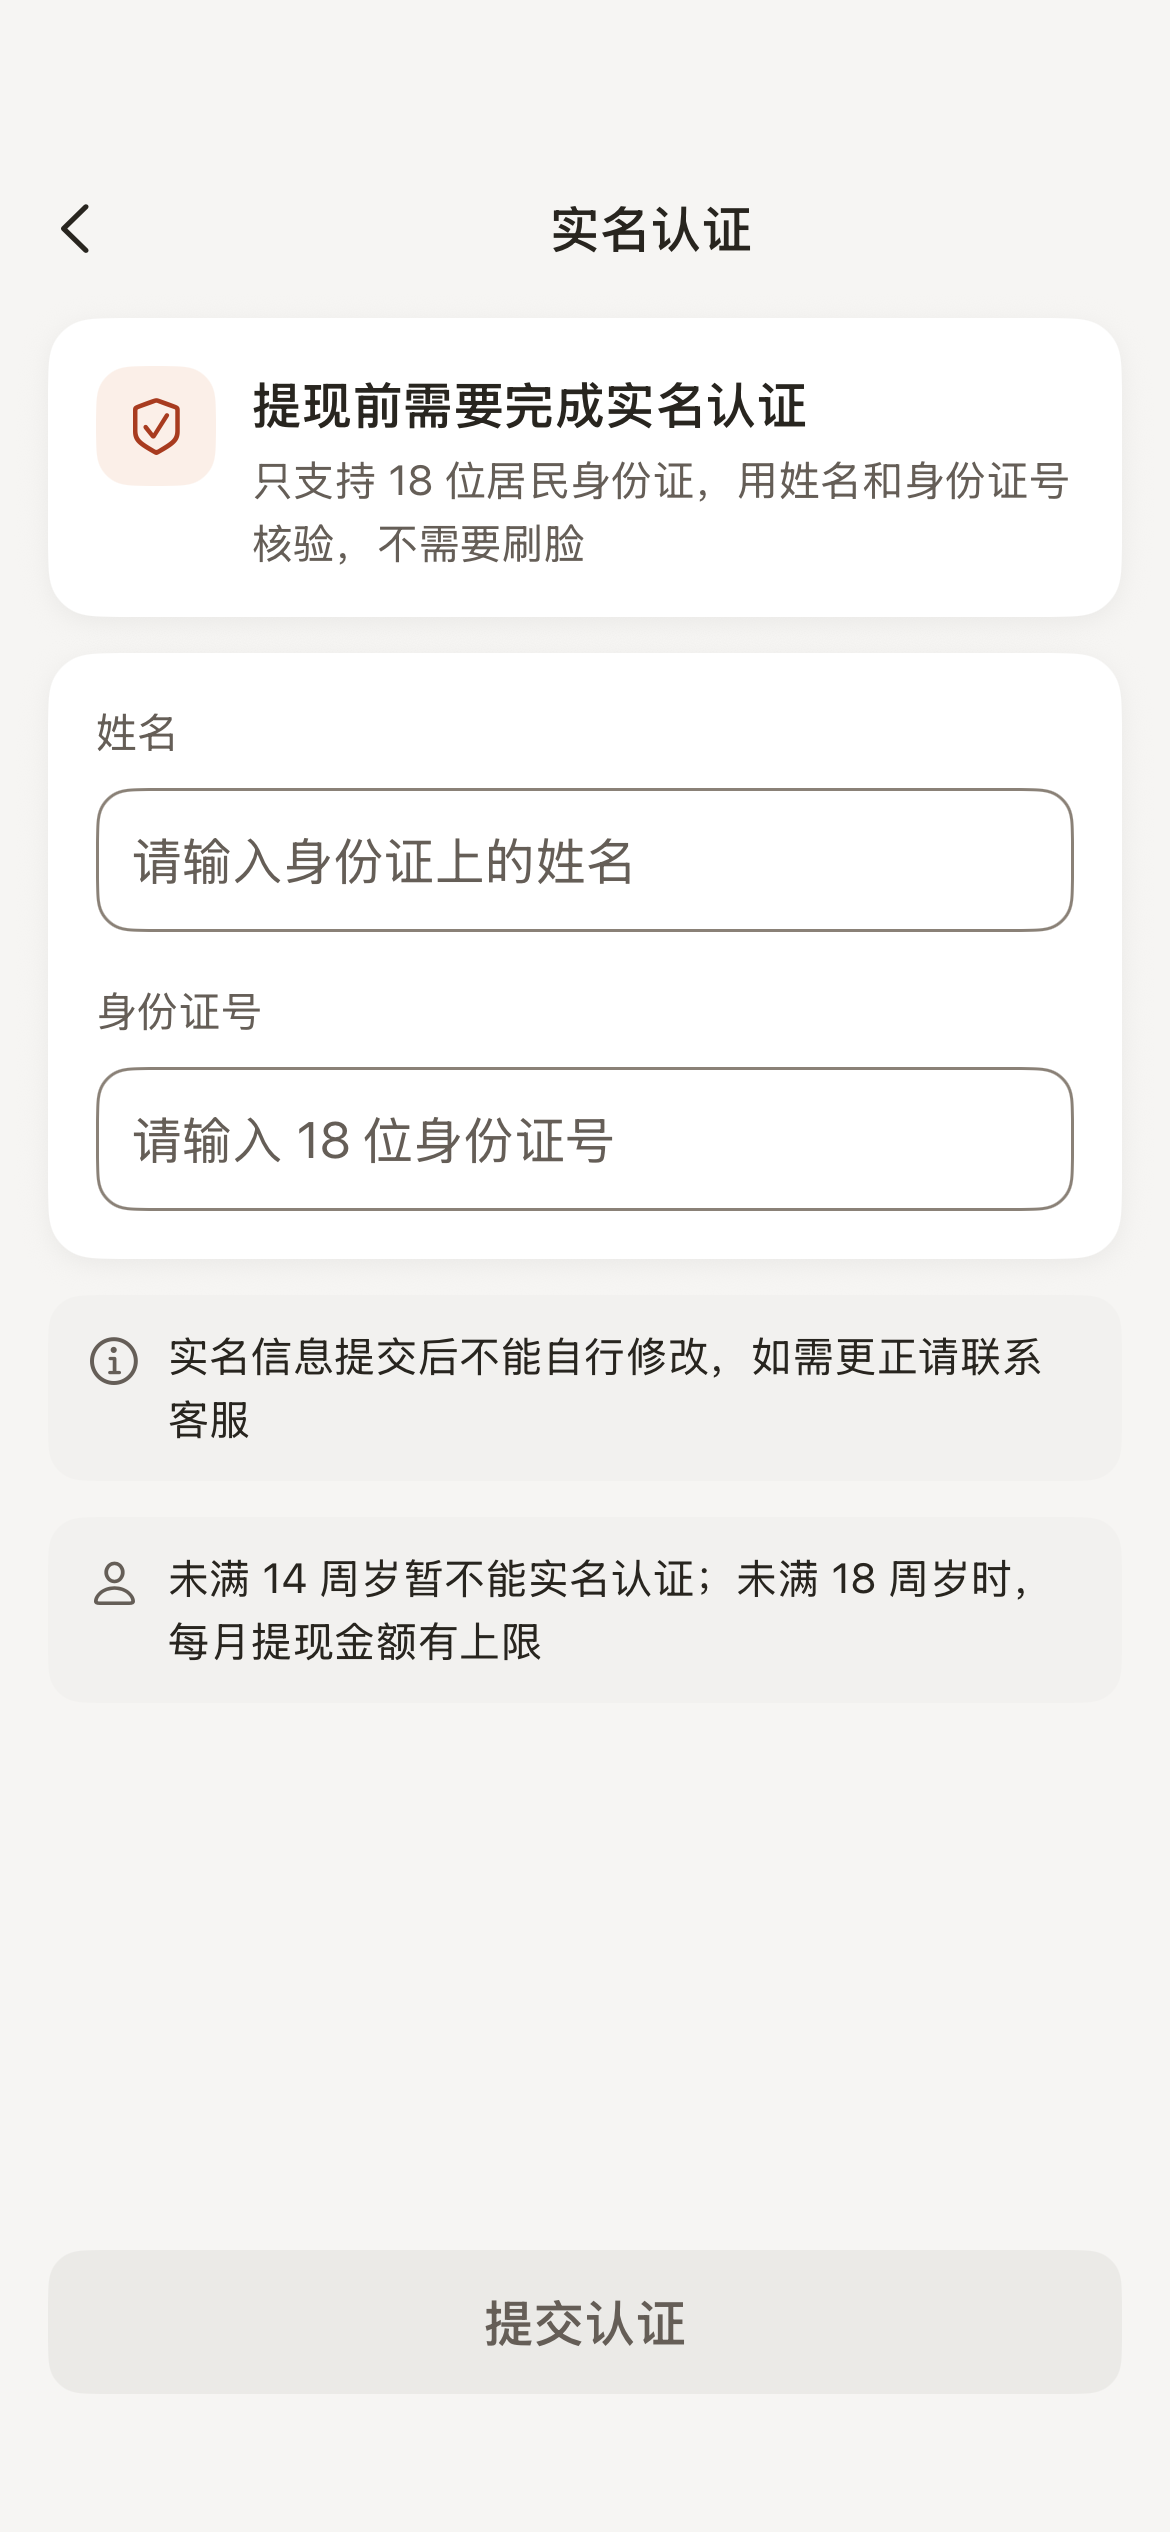 实名认证
提现前需要完成实名认证
只支持 18 位居民身份证，用姓名和身份证号
核验，不需要刷脸
姓名
请输入身份证上的姓名
身份证号
请输入 18 位身份证号
实名信息提交后不能自行修改，如需更正请联系
客服
未满 14 周岁暂不能实名认证；未满 18 周岁时，
每月提现金额有上限
提交认证